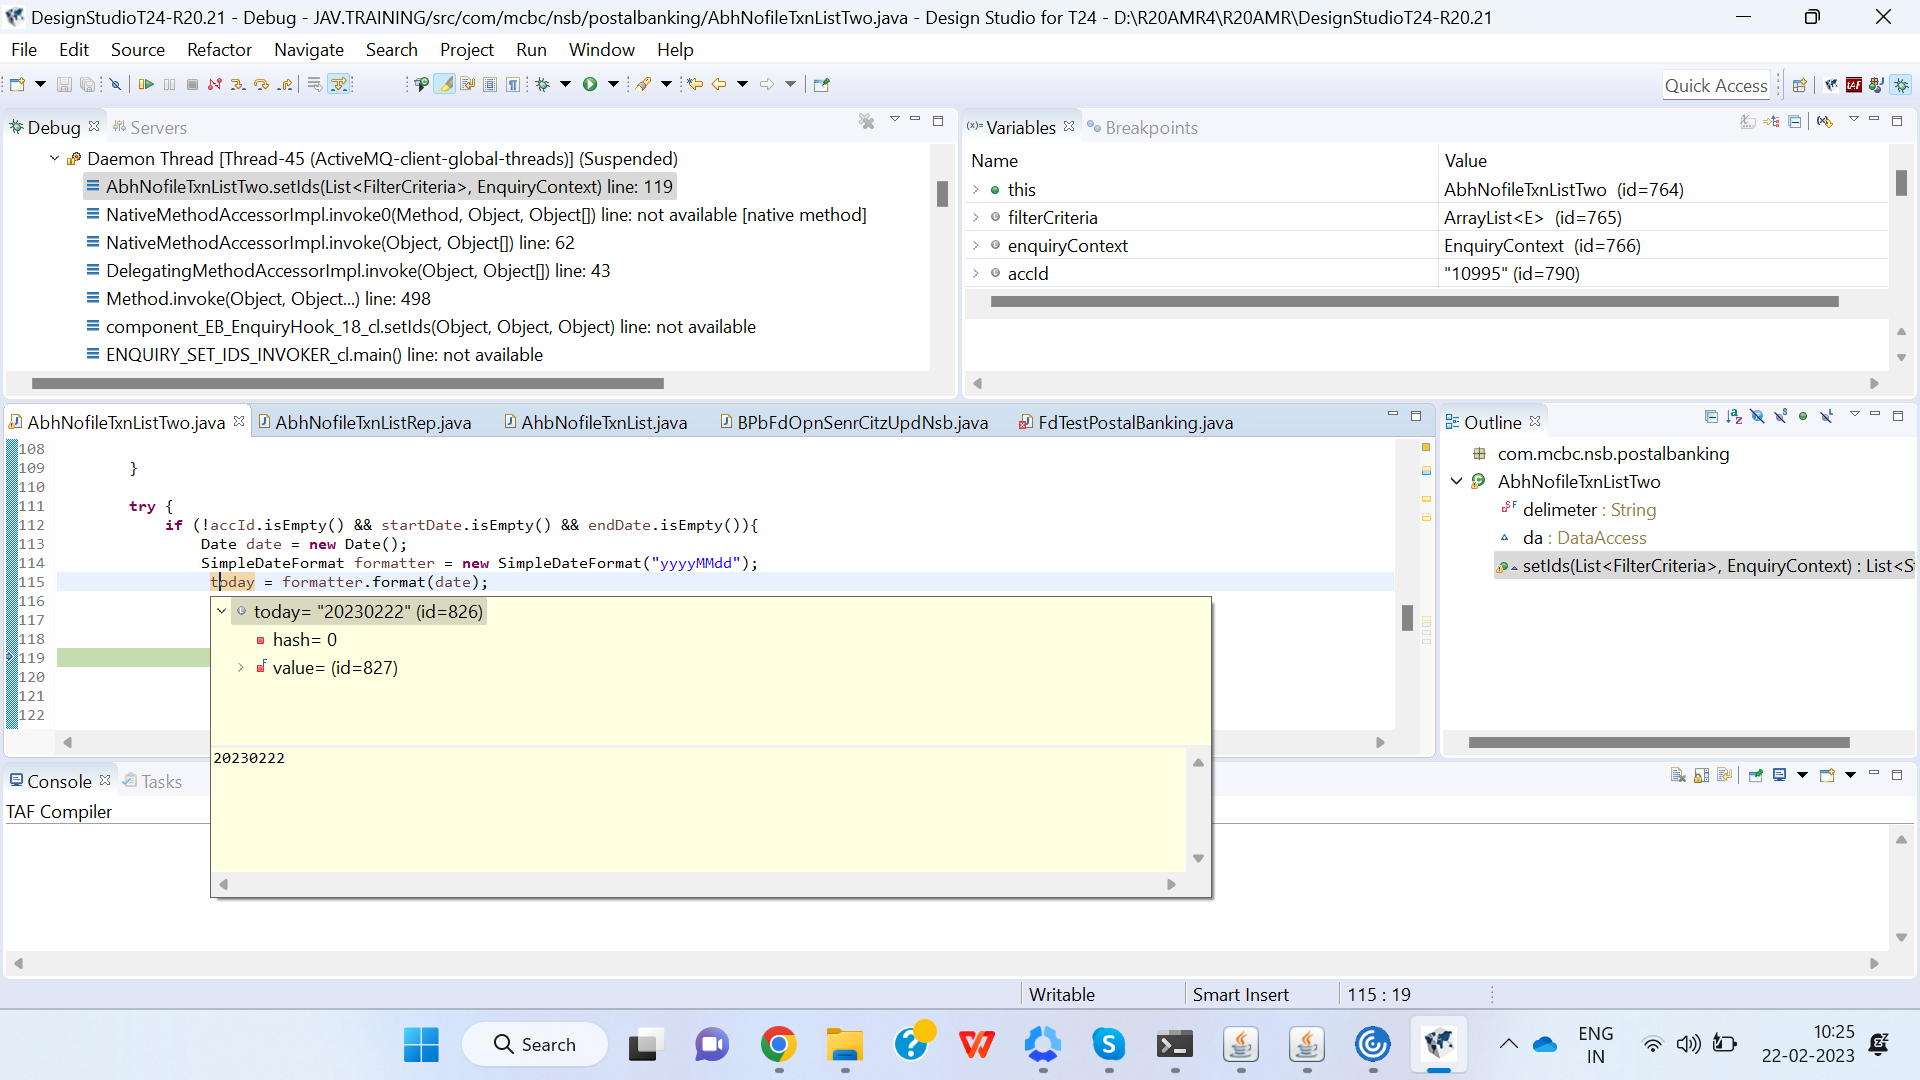 DesignStudioT24-R20.21 - Debug - JAV.TRAINING/src/com/mcbc/nsb/postalbanking/AbhNofileTxnListTwo.java - Design Studio for T24 - D:\R20AMR4\R20AMR\DesignStudioT24-R20.21
File Edit Source Refactor Navigate Search Project Run Window Help
Quick Access
Debug Servers
Daemon Thread [Thread-45 (ActiveMQ-client-global-threads)] (Suspended)
AbhNofileTxnListTwo.setIds(List<FilterCriteria>, EnquiryContext) line: 119
NativeMethodAccessorImpl.invoke0(Method, Object, Object[]) line: not available [native method]
NativeMethodAccessorImpl.invoke(Object, Object[]) line: 62
DelegatingMethodAccessorImpl.invoke(Object, Object[]) line: 43
Method.invoke(Object, Object...) line: 498
component_EB_EnquiryHook_18_cl.setIds(Object, Object, Object) line: not available
ENQUIRY_SET_IDS_INVOKER_cl.main() line: not available
(x)= Variables Breakpoints
Name Value
this AbhNofileTxnListTwo (id=764)
filterCriteria ArrayList<E> (id=765)
enquiryContext EnquiryContext (id=766)
accId "10995" (id=790)
AbhNofileTxnListTwo.java AbhNofileTxnListRep.java AhbNofileTxnList.java BPbFdOpnSenrCitzUpdNsb.java FdTestPostalBanking.java
108
109 }
110
111 try {
112 if (!accId.isEmpty() && startDate.isEmpty() && endDate.isEmpty()){
113 Date date = new Date();
114 SimpleDateFormat formatter = new SimpleDateFormat("yyyyMMdd");
115 today = formatter.format(date);
116
117
118
119
120
121
122
today= "20230222" (id=826)
hash= 0
value= (id=827)
20230222
Outline
com.mcbc.nsb.postalbanking
AbhNofileTxnListTwo
delimeter : String
da : DataAccess
setIds(List<FilterCriteria>, EnquiryContext) : List<S
Console Tasks
TAF Compiler
Writable Smart Insert 115 : 19
Search
ENG
IN
10:25
22-02-2023